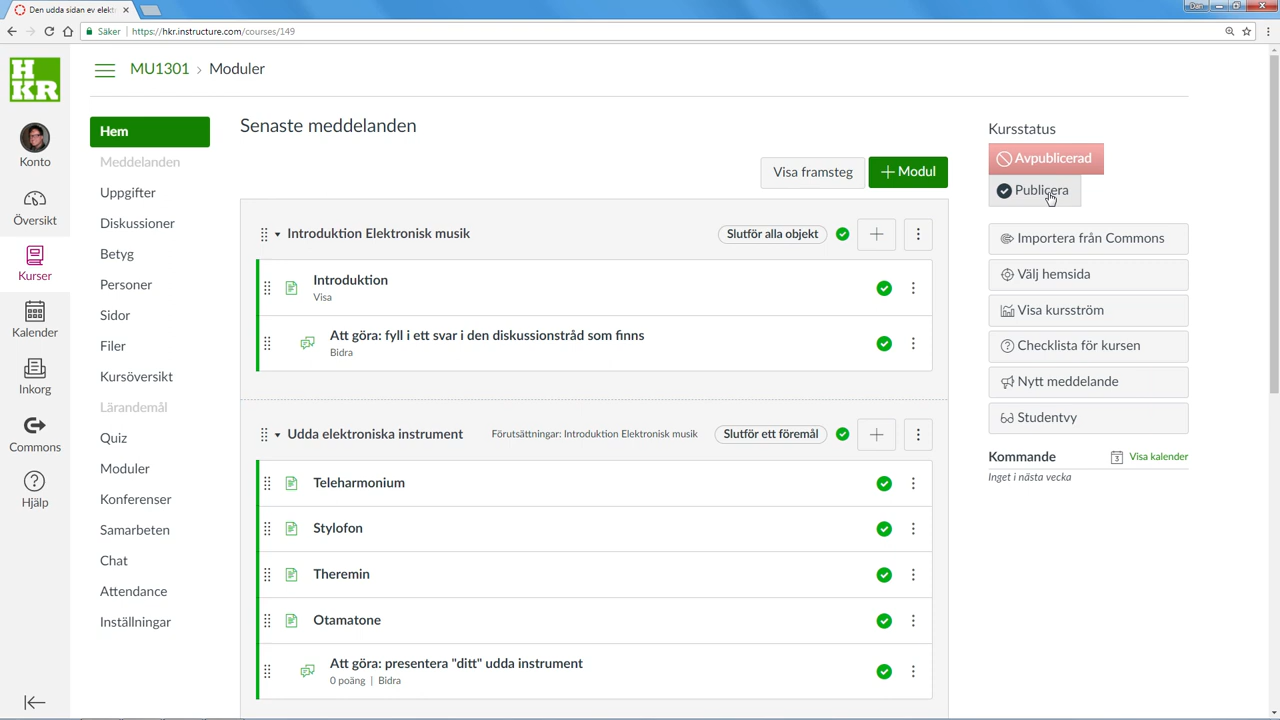 Den udda sidan ev elekt
Dan
Säker
https://hkr.instructure.com/courses/149
HKR
Konto
Översikt
Kurser
Kalender
Inkorg
Commons
Hjälp
MU1301 › Moduler
Hem
Meddelanden
Uppgifter
Diskussioner
Betyg
Personer
Sidor
Filer
Kursöversikt
Lärandemål
Quiz
Moduler
Konferenser
Samarbeten
Chat
Attendance
Inställningar
Senaste meddelanden
Visa framsteg
+ Modul
Introduktion Elektronisk musik
Slutför alla objekt
Introduktion
Visa
Att göra: fyll i ett svar i den diskussionstråd som finns
Bidra
Udda elektroniska instrument
Förutsättningar: Introduktion Elektronisk musik
Slutför ett föremål
Teleharmonium
Stylofon
Theremin
Otamatone
Att göra: presentera "ditt" udda instrument
0 poäng | Bidra
Kursstatus
Avpublicerad
Publicera
Importera från Commons
Välj hemsida
Visa kursström
Checklista för kursen
Nytt meddelande
Studentvy
Kommande
3
Visa kalender
Inget i nästa vecka